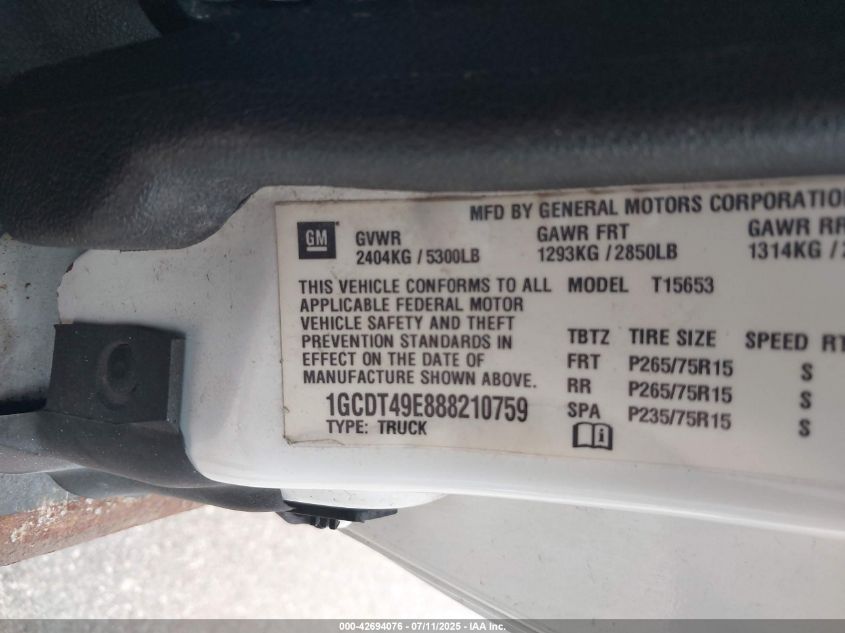 MFD BY GENERAL MOTORS CORPORATION
GM
GVWR GAWR FRT GAWR RR
2404KG / 5300LB 1293KG / 2850LB 1314KG /
THIS VEHICLE CONFORMS TO ALL MODEL T15653
APPLICABLE FEDERAL MOTOR
VEHICLE SAFETY AND THEFT
PREVENTION STANDARDS IN
EFFECT ON THE DATE OF
MANUFACTURE SHOWN ABOVE.
TBTZ TIRE SIZE SPEED RT
FRT P265/75R15 S
RR P265/75R15 S
SPA P235/75R15 S
1GCDT49E888210759
TYPE: TRUCK
000-42694076 - 07/11/2025 - IAA Inc.